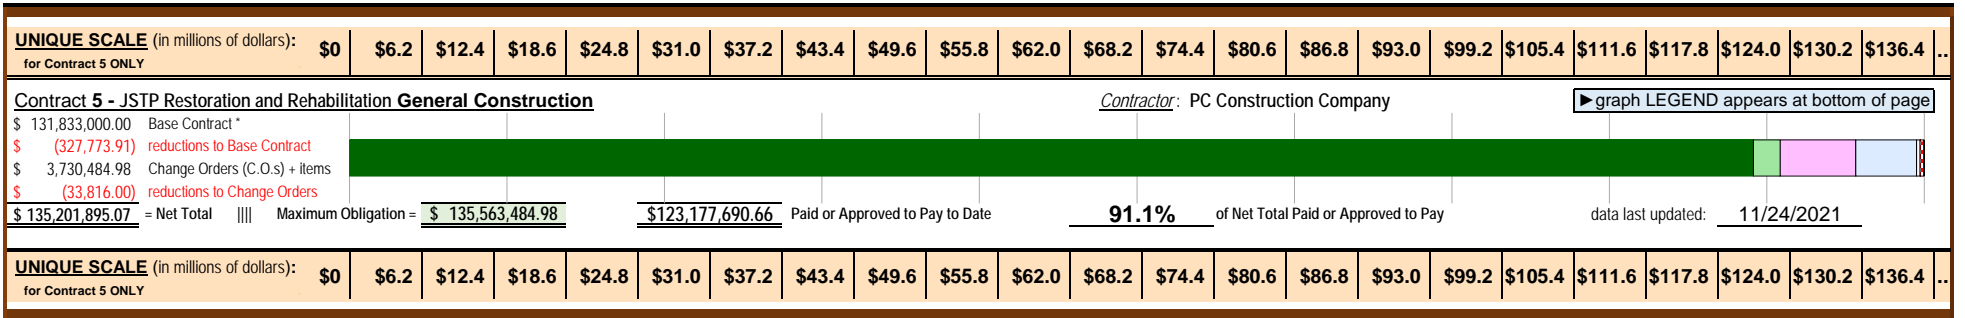 UNIQUE SCALE (in millions of dollars): $0 $6.2 $12.4 $18.6 $24.8 $31.0 $37.2 $43.4 $49.6 $55.8 $62.0 $68.2 $74.4 $80.6 $86.8 $93.0 $99.2 $105.4 $111.6 $117.8 $124.0 $130.2 $136.4 ..
for Contract 5 ONLY
Contract 5 - JSTP Restoration and Rehabilitation General Construction Contractor: PC Construction Company ►graph LEGEND appears at bottom of page
$ 131,833,000.00 Base Contract *
$ (327,773.91) reductions to Base Contract
$ 3,730,484.98 Change Orders (C.O.s) + items
$ (33,816.00) reductions to Change Orders
$ 135,201,895.07 = Net Total |||| Maximum Obligation = $ 135,563,484.98 $123,177,690.66 Paid or Approved to Pay to Date 91.1% of Net Total Paid or Approved to Pay data last updated: 11/24/2021
UNIQUE SCALE (in millions of dollars): $0 $6.2 $12.4 $18.6 $24.8 $31.0 $37.2 $43.4 $49.6 $55.8 $62.0 $68.2 $74.4 $80.6 $86.8 $93.0 $99.2 $105.4 $111.6 $117.8 $124.0 $130.2 $136.4 ..
for Contract 5 ONLY